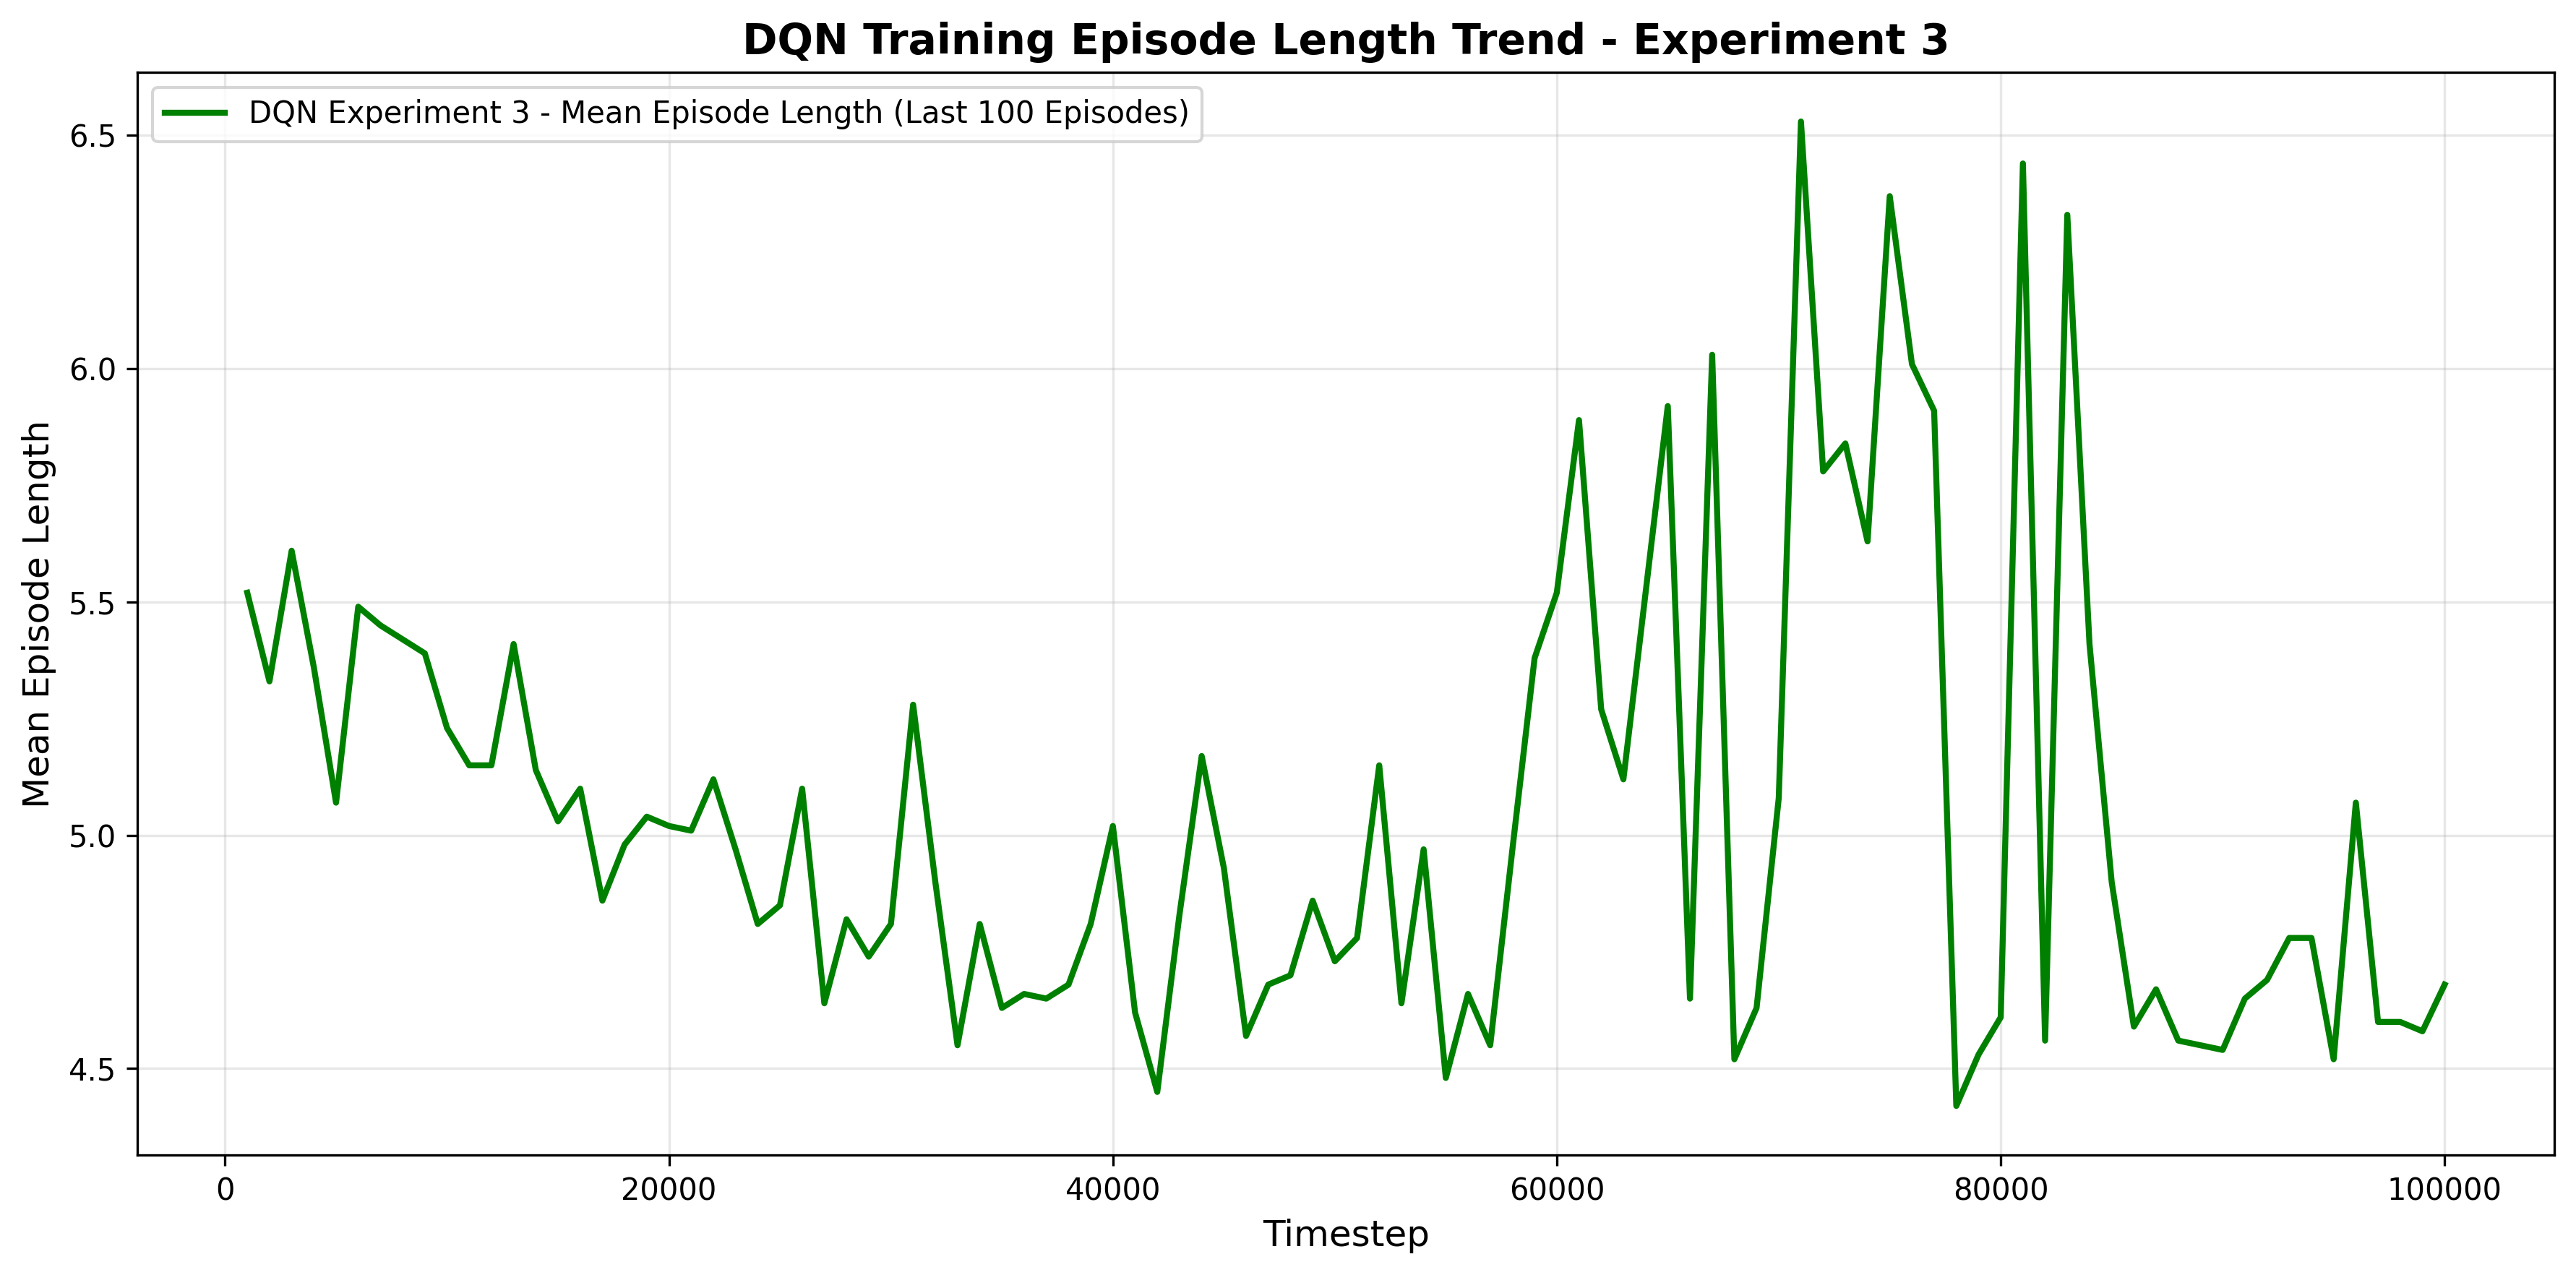 DQN Training Episode Length Trend - Experiment 3
DQN Experiment 3 - Mean Episode Length (Last 100 Episodes)
Mean Episode Length
6.5
6.0
5.5
5.0
4.5
0 20000 40000 60000 80000 100000
Timestep